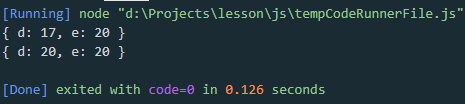 [Running] node "d:\Projects\lesson\js\tempCodeRunnerFile.js"
{ d: 17, e: 20 }
{ d: 20, e: 20 }
[Done] exited with code=0 in 0.126 seconds